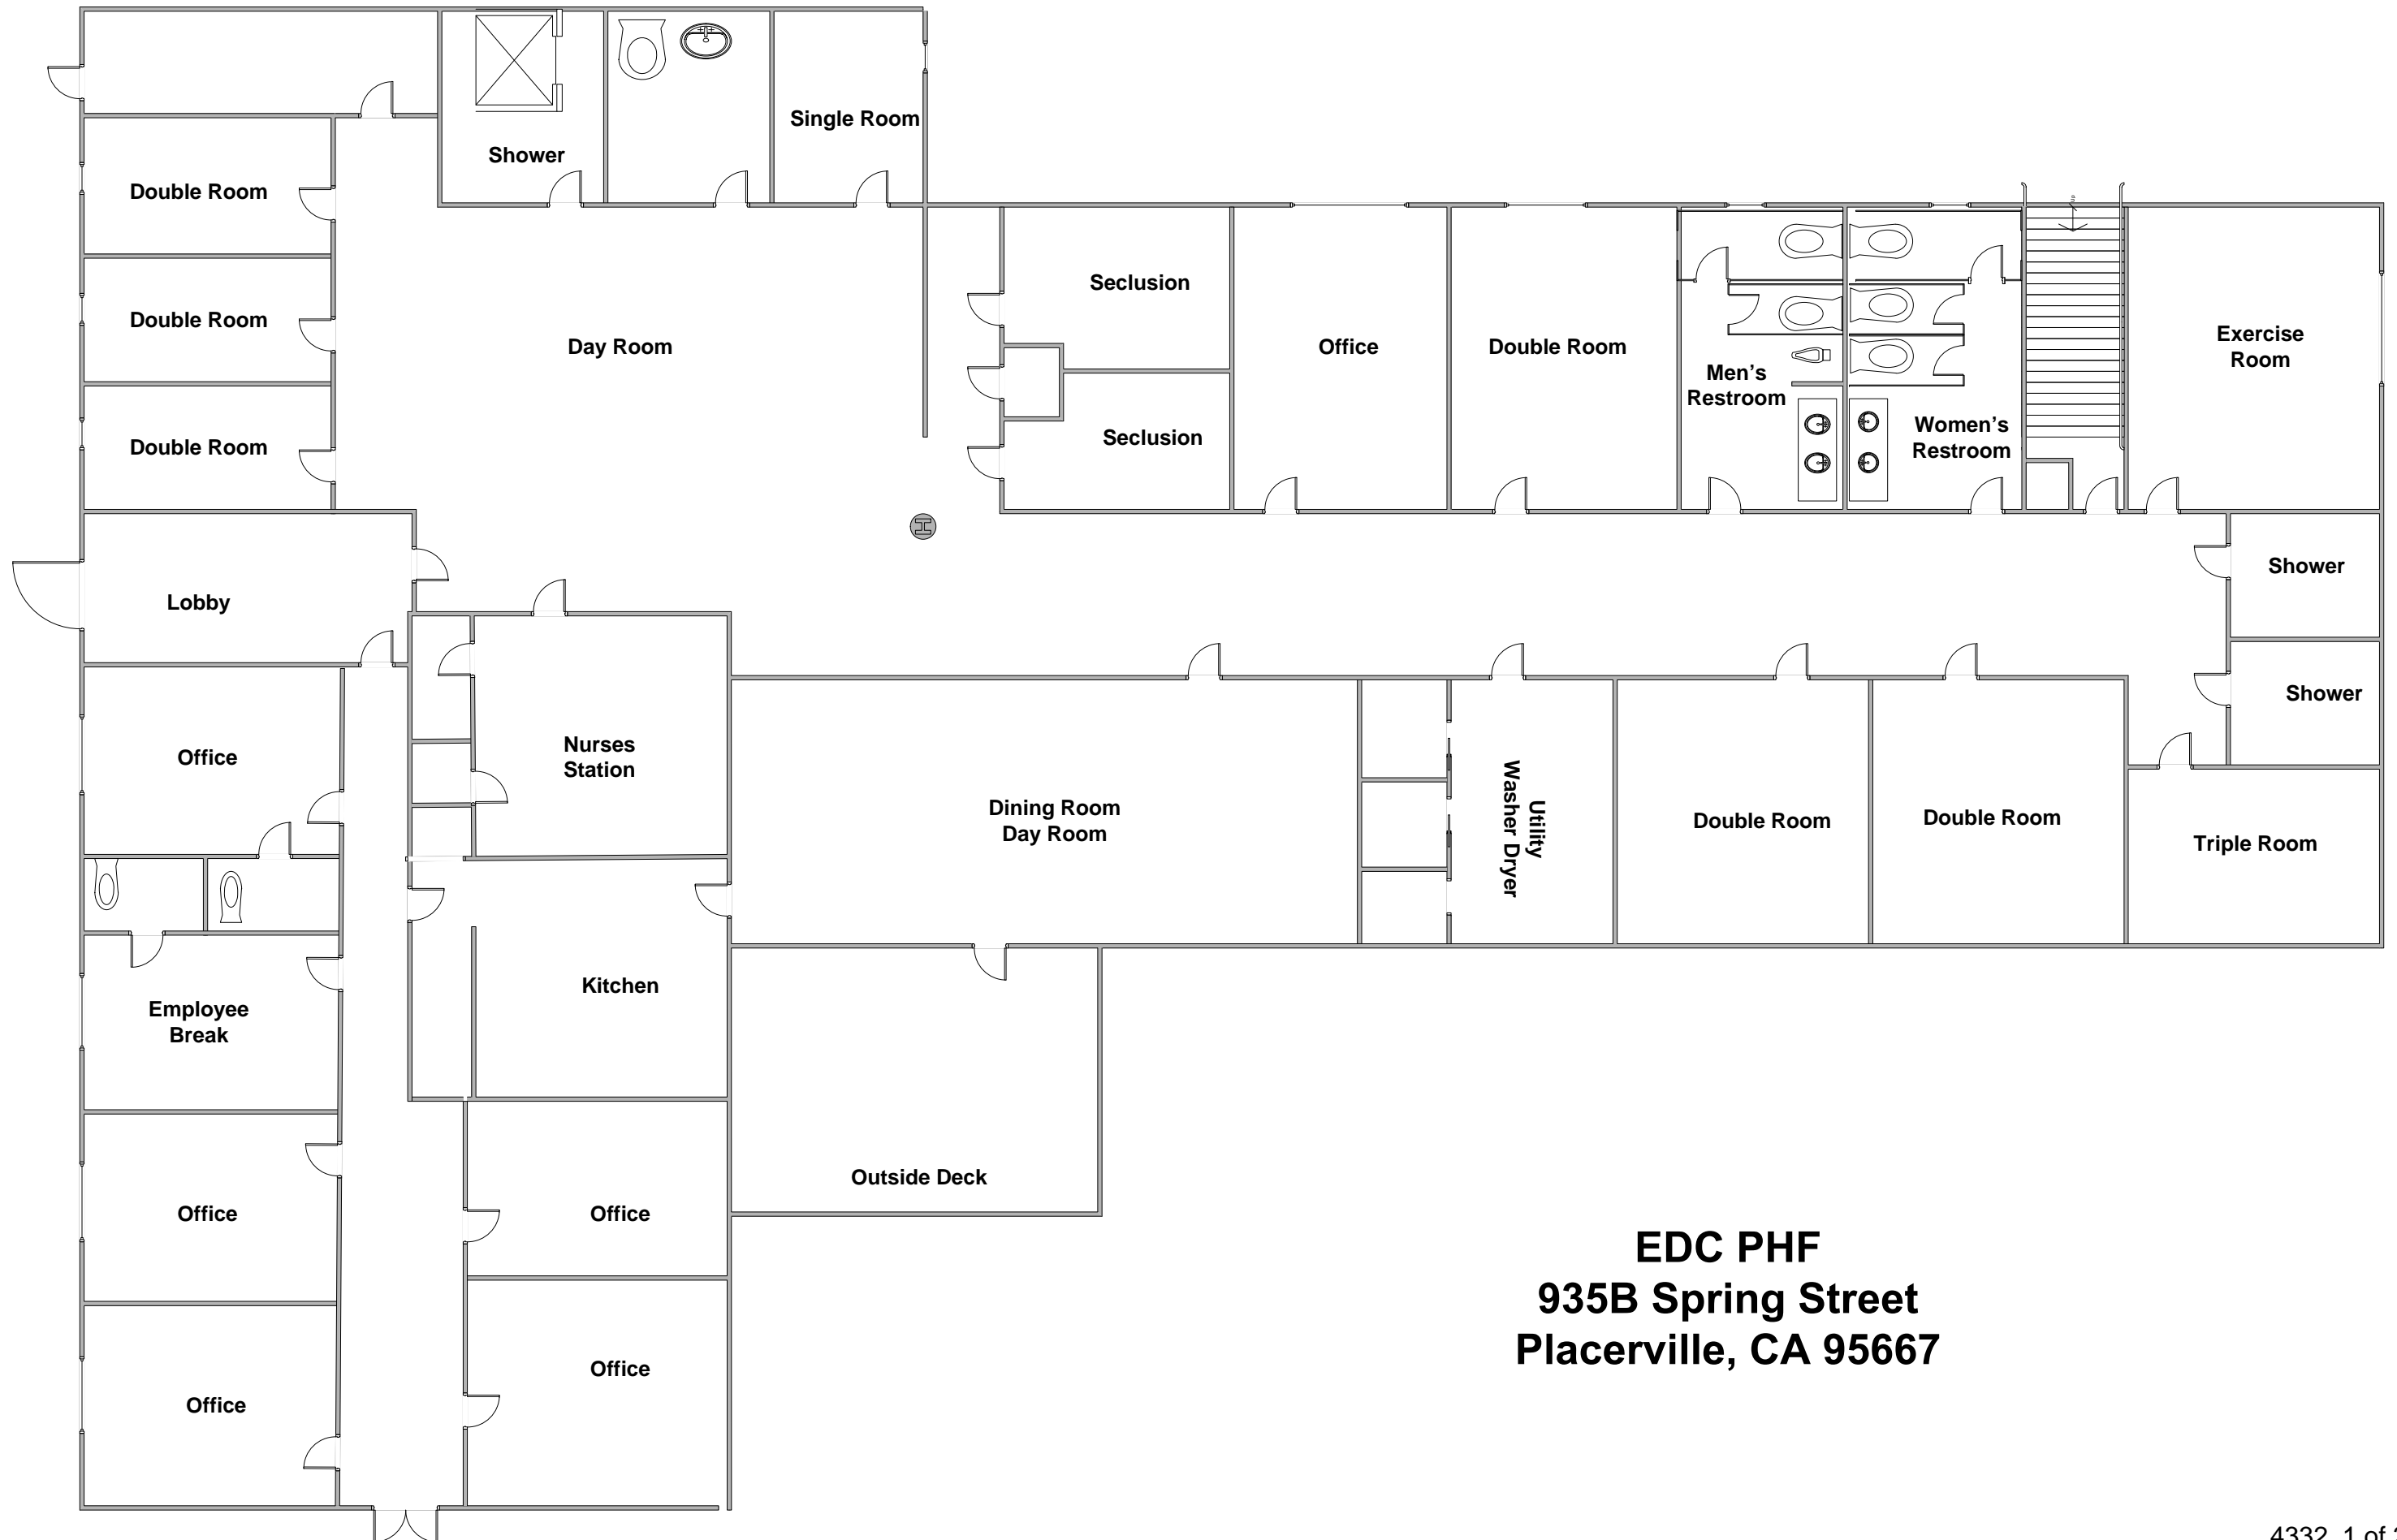 Single Room
Shower
Double Room
Seclusion
Double Room
Day Room
Office
Double Room
Exercise
Room
Men’s
Restroom
Double Room
Seclusion
Women’s
Restroom
Lobby
Shower
Shower
Office
Nurses
Station
Dining Room
Day Room
Utility
Washer Dryer
Double Room
Double Room
Triple Room
Employee
Break
Kitchen
Outside Deck
Office
Office
Office
Office
EDC PHF
935B Spring Street
Placerville, CA 95667
4332 1 of